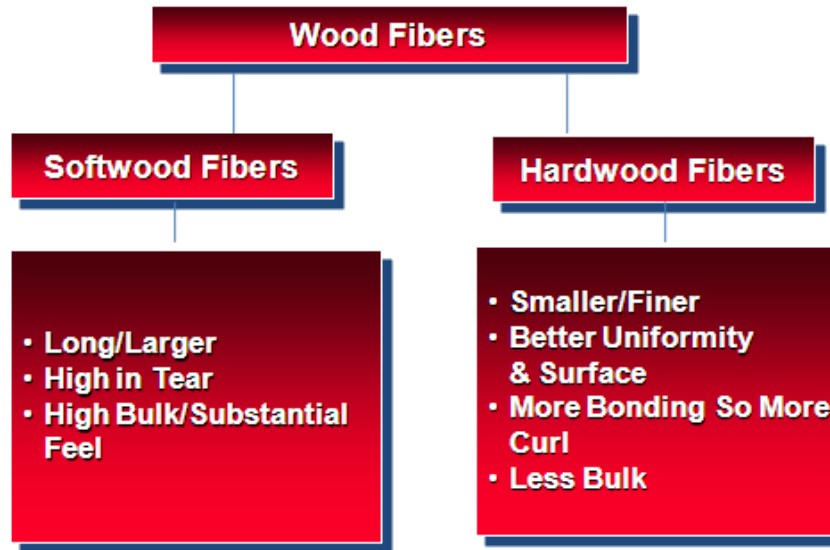 Wood Fibers
Softwood Fibers
Hardwood Fibers
• Long/Larger
• High in Tear
• High Bulk/Substantial
Feel
• Smaller/Finer
• Better Uniformity
& Surface
• More Bonding So More
Curl
• Less Bulk